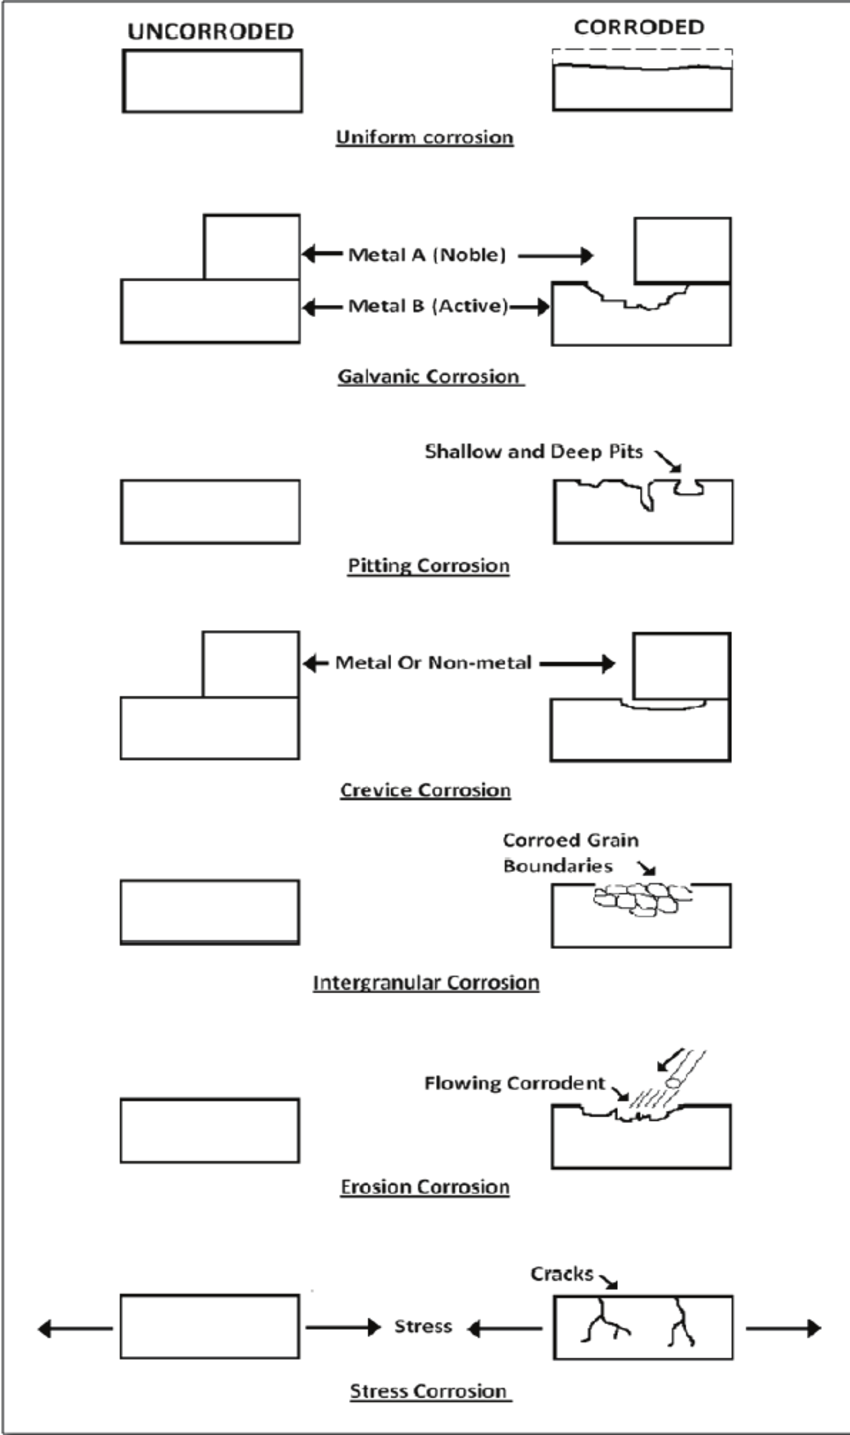 UNCORRODED
CORRODED
Uniform corrosion
Metal A (Noble)
Metal B (Active)
Galvanic Corrosion
Shallow and Deep Pits
Pitting Corrosion
Metal Or Non-metal
Crevice Corrosion
Corroed Grain
Boundaries
Intergranular Corrosion
Flowing Corrodent
Erosion Corrosion
Cracks
Stress
Stress Corrosion